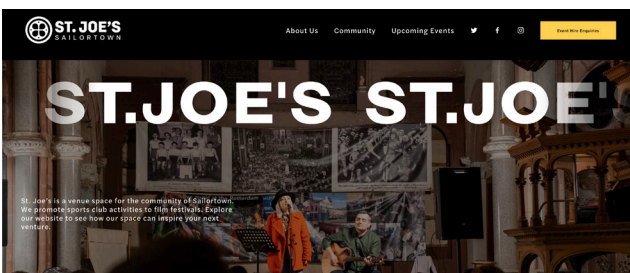 ST. JOE'S
SAILORTOWN
About Us Community Upcoming Events Event Hire Enquiries
ST.JOE'S ST.JOE'
St. Joe's is a venue space for the community of Sailortown.
We promote sports club activities to film festivals. Explore
our website to see how our space can inspire your next
venture.